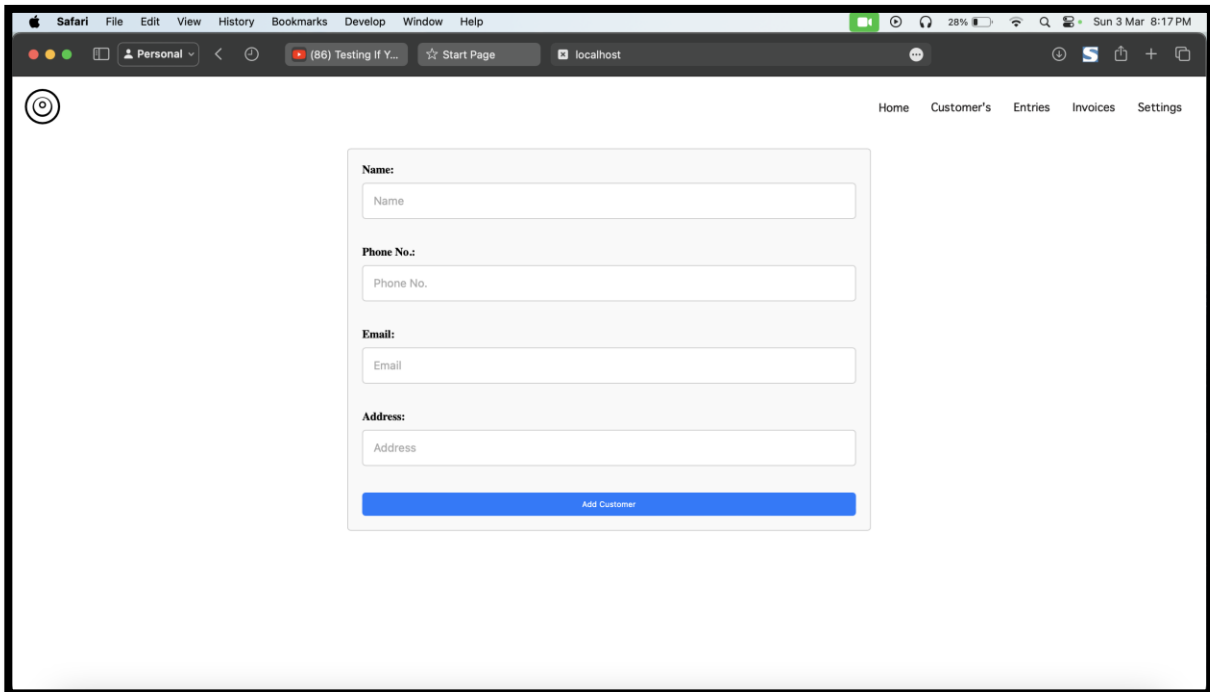 Safari File Edit View History Bookmarks Develop Window Help 28% Sun 3 Mar 8:17 PM
Personal (86) Testing If Y... Start Page localhost
Home Customer's Entries Invoices Settings
Name:
Name
Phone No.:
Phone No.
Email:
Email
Address:
Address
Add Customer